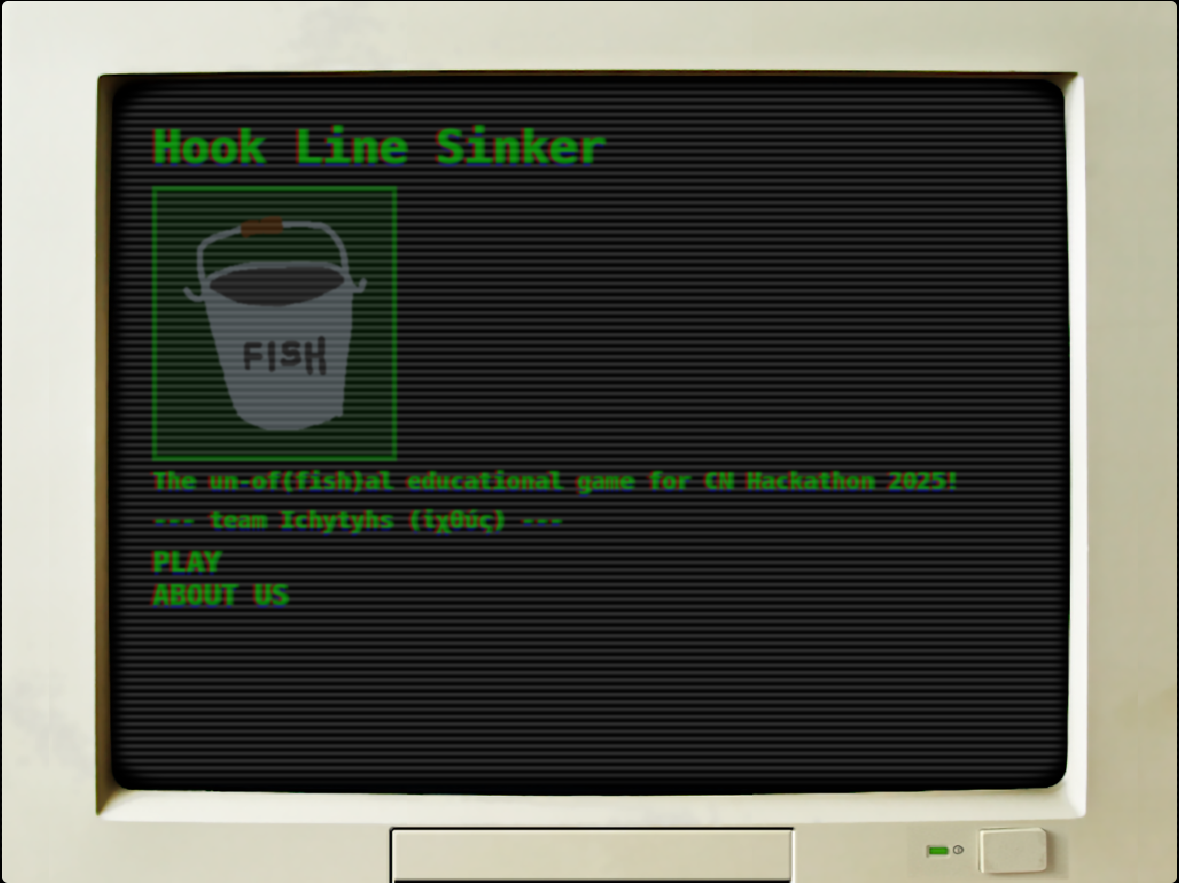 Hook Line Sinker
FISH
The un-of(fish)al educational game for CN Hackathon 2025!
--- team Ichytyhs (ἰχθύς) ---
PLAY
ABOUT US